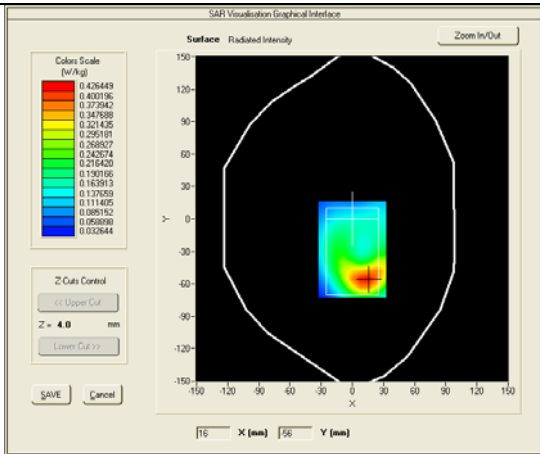 SAR Visualisation Graphical Interface
Surface Radiated Intensity
Zoom In/Out
Colors Scale
(W/kg)
0.426449
0.400196
0.373942
0.347688
0.321435
0.295181
0.268927
0.242674
0.216420
0.190166
0.163913
0.137659
0.111405
0.085152
0.058898
0.032644
Z-Cuts Control
<< Upper Cut
Z = 4.0 mm
Lower Cut >>
SAVE Cancel
150
120
90
60
30
0
-30
-60
-90
-120
-150
Y
-150 -120 -90 -60 -30 0 30 60 90 120 150
X
16 X (mm) -56 Y (mm)